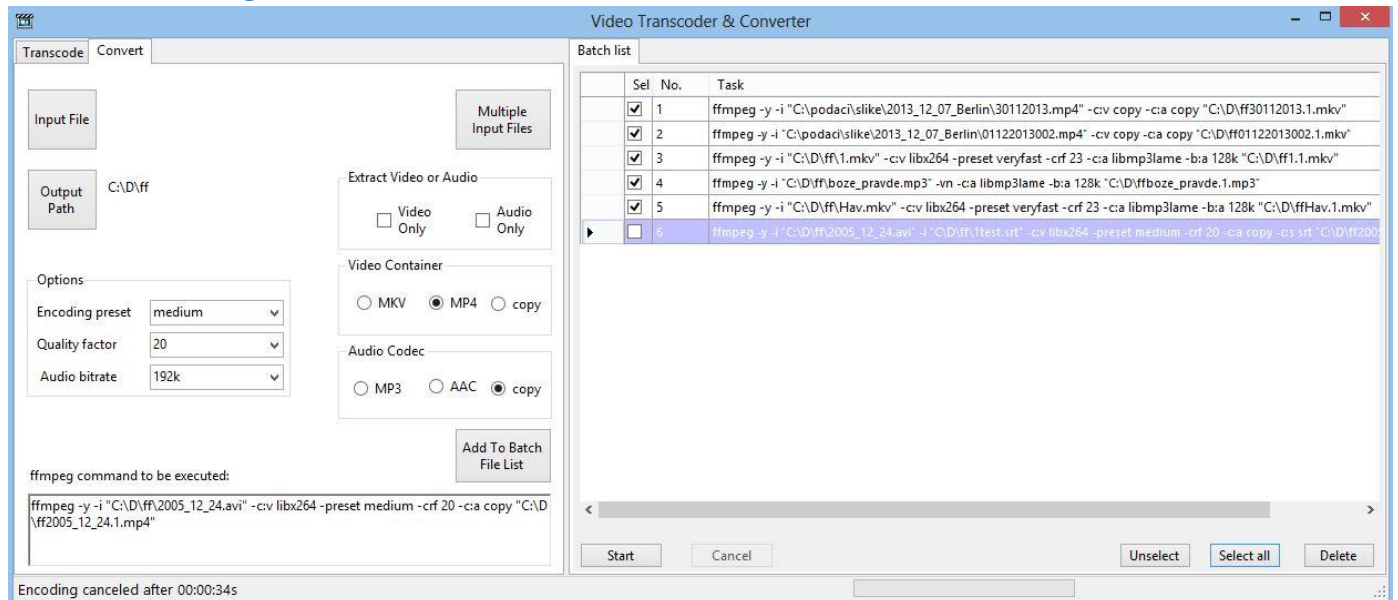 Video Transcoder & Converter
Transcode Convert
Input File
Multiple
Input Files
Output
Path
C:\D\ff
Extract Video or Audio
Video
Only
Audio
Only
Options
Encoding preset medium
Quality factor 20
Audio bitrate 192k
Video Container
MKV MP4 copy
Audio Codec
MP3 AAC copy
Add To Batch
File List
ffmpeg command to be executed:
ffmpeg -y -i "C:\D\ff\2005_12_24.avi" -c:v libx264 -preset medium -crf 20 -c:a copy "C:\D
\ff2005_12_24.1.mp4"
Batch list
Sel No. Task
1 ffmpeg -y -i "C:\podaci\slike\2013_12_07_Berlin\30112013.mp4" -c:v copy -c:a copy "C:\D\ff30112013.1.mkv"
2 ffmpeg -y -i "C:\podaci\slike\2013_12_07_Berlin\01122013002.mp4" -c:v copy -c:a copy "C:\D\ff01122013002.1.mkv"
3 ffmpeg -y -i "C:\D\ff\1.mkv" -c:v libx264 -preset veryfast -crf 23 -c:a libmp3lame -b:a 128k "C:\D\ff1.1.mkv"
4 ffmpeg -y -i "C:\D\ff\boze_pravde.mp3" -vn -c:a libmp3lame -b:a 128k "C:\D\ffboze_pravde.1.mp3"
5 ffmpeg -y -i "C:\D\ff\Hav.mkv" -c:v libx264 -preset veryfast -crf 23 -c:a libmp3lame -b:a 128k "C:\D\ffHav.1.mkv"
6 ffmpeg -y -i "C:\D\ff\2005_12_24.avi" -i "C:\D\ff\1test.srt" -c:v libx264 -preset medium -crf 20 -c:a copy -c:s srt "C:\D\ff200
Start Cancel Unselect Select all Delete
Encoding canceled after 00:00:34s